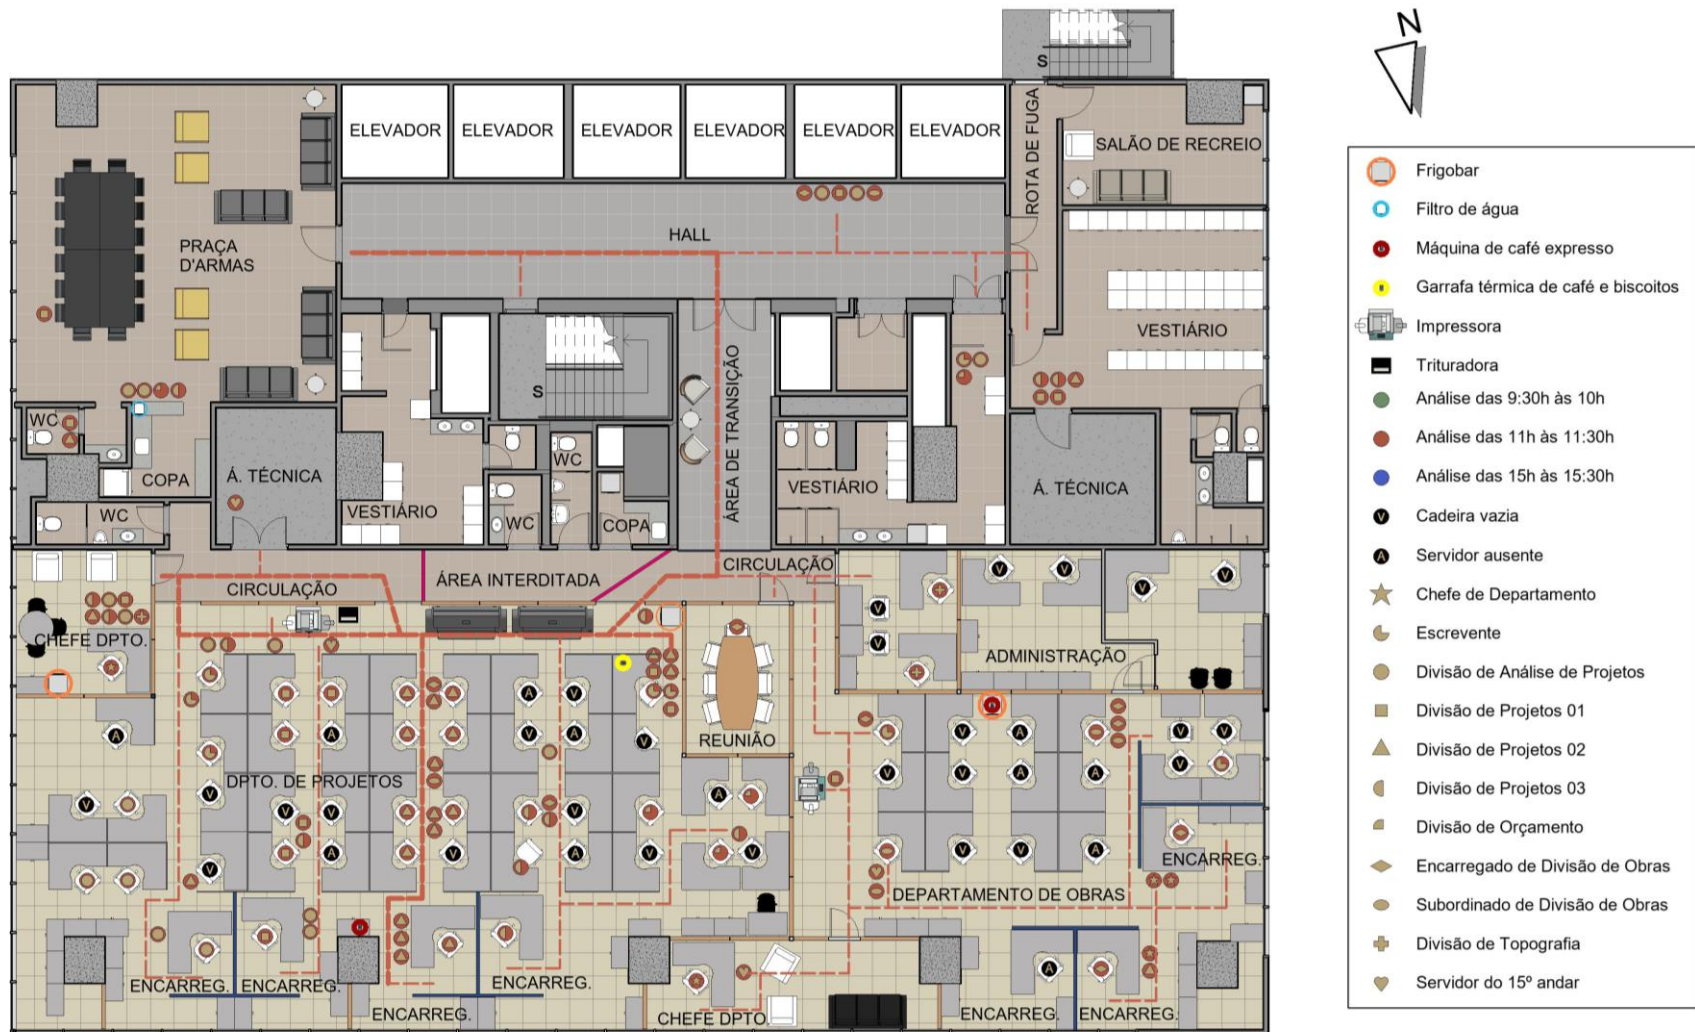 N
S
ELEVADOR
ELEVADOR
ELEVADOR
ELEVADOR
ELEVADOR
ELEVADOR
ROTA DE FUGA
SALÃO DE RECREIO
PRAÇA
D'ARMAS
HALL
VESTIÁRIO
ÁREA DE TRANSIÇÃO
S
WC
COPA
Á. TÉCNICA
VESTIÁRIO
WC
WC
WC
COPA
VESTIÁRIO
Á. TÉCNICA
CIRCULAÇÃO
ÁREA INTERDITADA
CIRCULAÇÃO
CHEFE DPTO.
ADMINISTRAÇÃO
REUNIÃO
DPTO. DE PROJETOS
ENCARREG.
DEPARTAMENTO DE OBRAS
ENCARREG.
ENCARREG.
ENCARREG.
ENCARREG.
CHEFE DPTO.
ENCARREG.
ENCARREG.
Frigobar
Filtro de água
Máquina de café expresso
Garrafa térmica de café e biscoitos
Impressora
Trituradora
Análise das 9:30h às 10h
Análise das 11h às 11:30h
Análise das 15h às 15:30h
V Cadeira vazia
A Servidor ausente
Chefe de Departamento
Escrevente
Divisão de Análise de Projetos
Divisão de Projetos 01
Divisão de Projetos 02
Divisão de Projetos 03
Divisão de Orçamento
Encarregado de Divisão de Obras
Subordinado de Divisão de Obras
Divisão de Topografia
Servidor do 15º andar